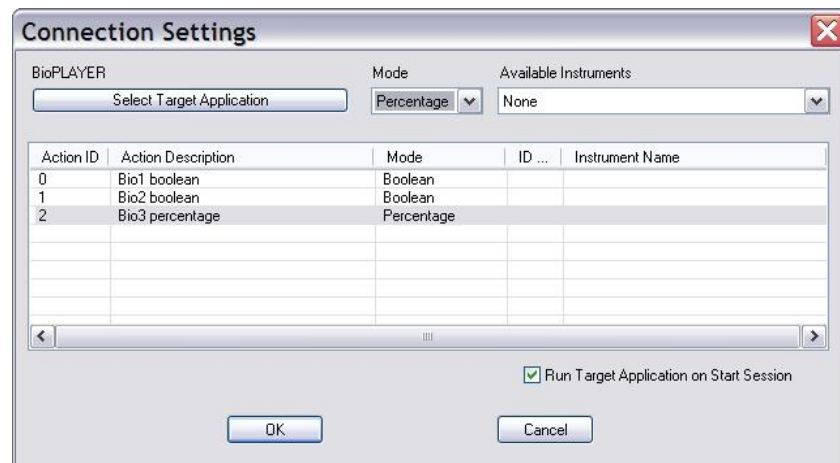 Connection Settings
BioPLAYER Mode Available Instruments
Select Target Application Percentage None
Action ID Action Description Mode ID ... Instrument Name
0 Bio1 boolean Boolean
1 Bio2 boolean Boolean
2 Bio3 percentage Percentage
Run Target Application on Start Session
OK Cancel